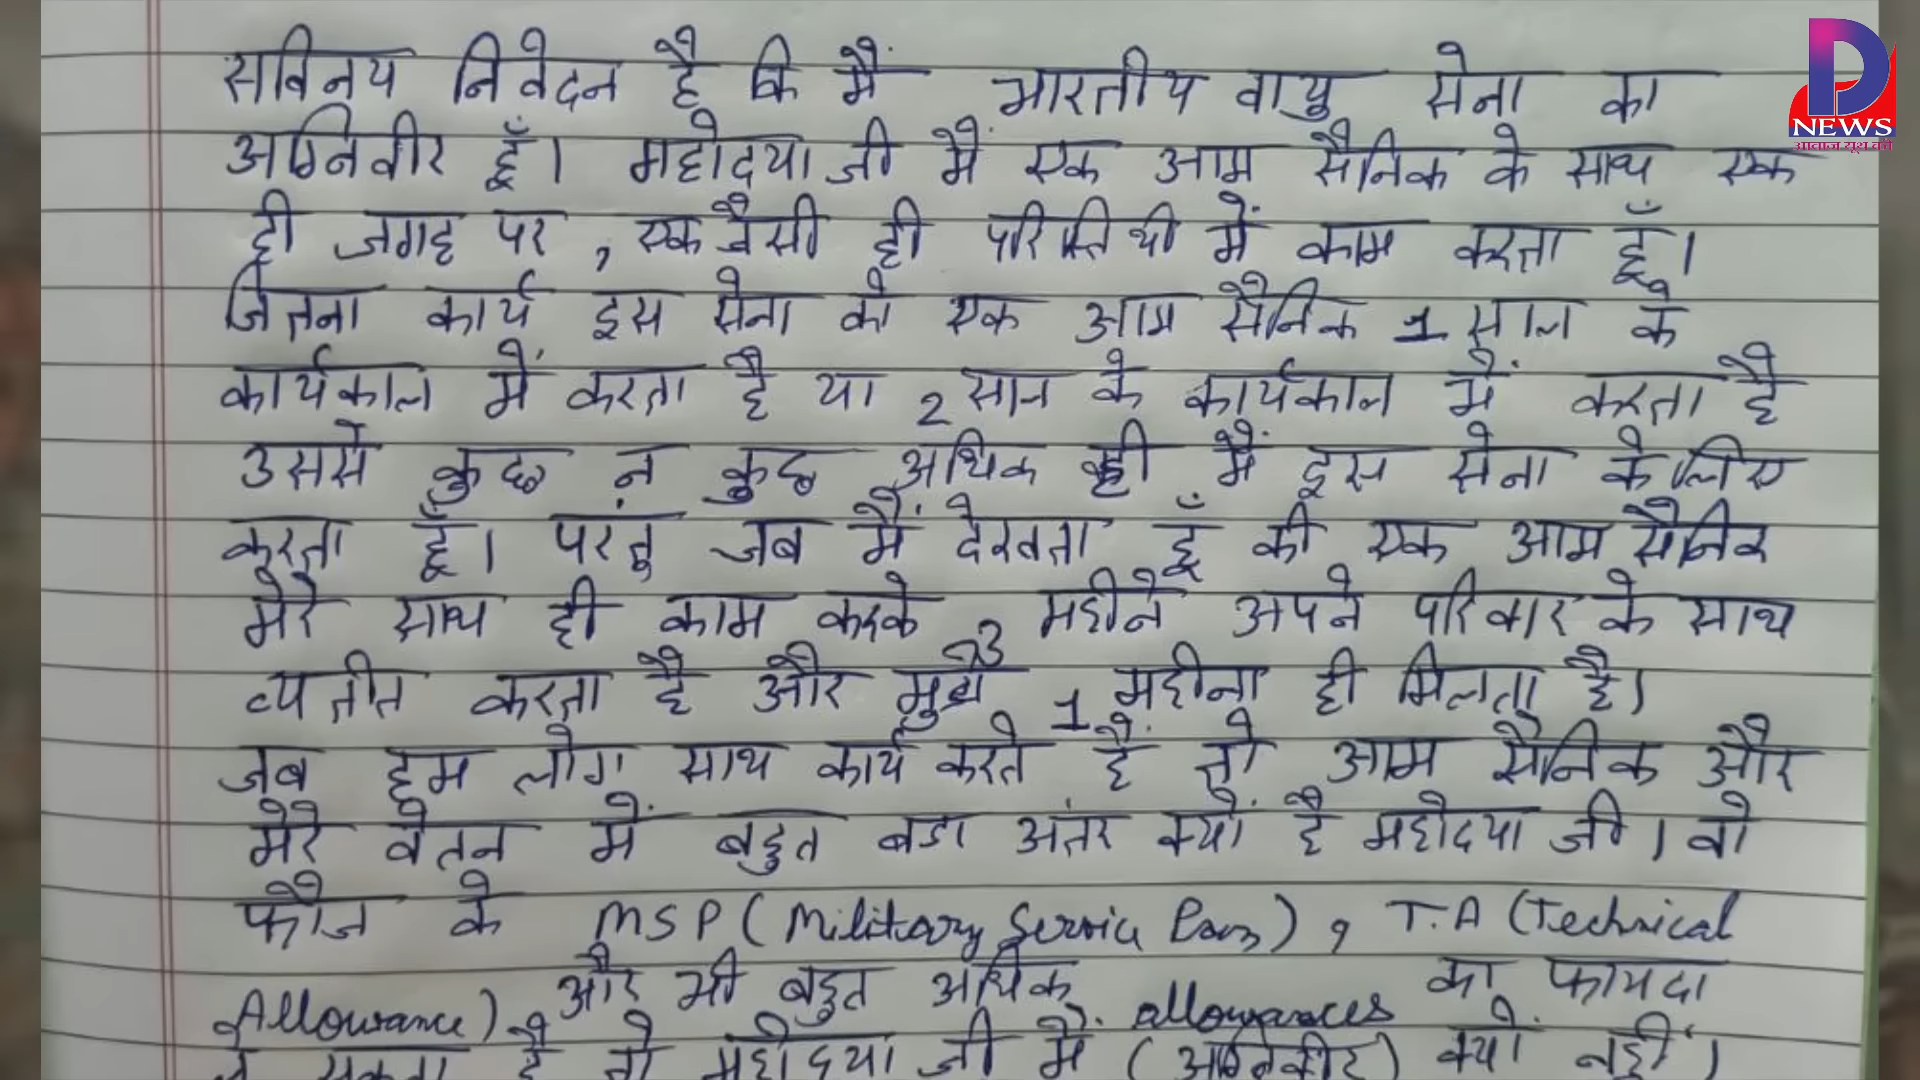 सविनय निवेदन है कि मैं भारतीय वायु सेना का
अग्निवीर हूँ। महोदया जी मैं एक आम सैनिक के साथ एक
ही जगह पर, एक जैसी ही परिस्तिथी में काम करता हूँ।
जितना कार्य इस सेना को एक आम सैनिक 1 साल के
कार्यकाल में करता है या 2 साल के कार्यकाल में करता है
उससे कुछ न कुछ अधिक ही मैं इस सेना के लिए
करता हूँ। परंतु जब मैं देखता हूँ की एक आम सैनिक
मेरे साथ ही काम करके 3 महीने अपने परिवार के साथ
व्यतीत करता है और मुझे 1 महीना ही मिलता है।
जब हम लोग साथ कार्य करते हैं तो आम सैनिक और
मेरे वेतन में बहुत बडा अंतर क्यों है महोदया जी। वो
फौज के MSP (Military Service Pay), T.A (Technical
Allowance) और भी बहुत अधिक allowances का फायदा
ले सकता है तो महोदया जी मैं (अग्निवीर) क्यों नहीं।
D
NEWS